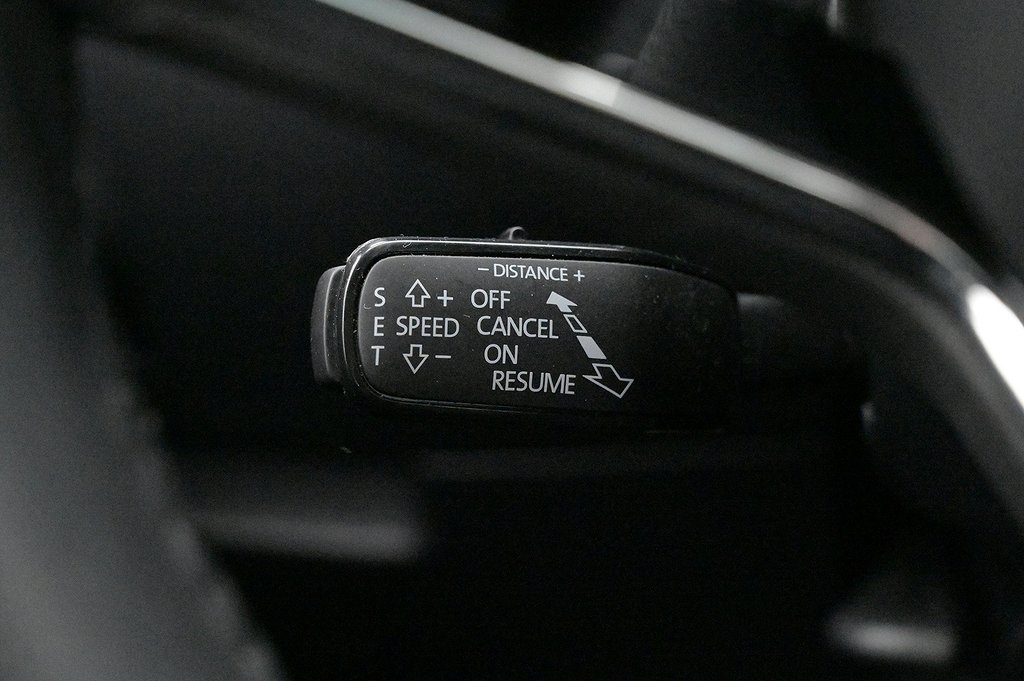 – DISTANCE +
S + OFF
E SPEED CANCEL
T – ON
RESUME